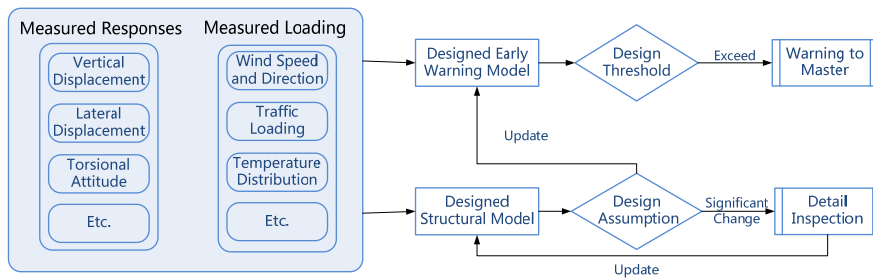 Measured Responses
Vertical
Displacement
Lateral
Displacement
Torsional
Attitude
Etc.
Measured Loading
Wind Speed
and Direction
Traffic
Loading
Temperature
Distribution
Etc.
Designed Early
Warning Model
Design
Threshold
Exceed
Warning to
Master
Update
Designed
Structural Model
Design
Assumption
Significant
Change
Detail
Inspection
Update